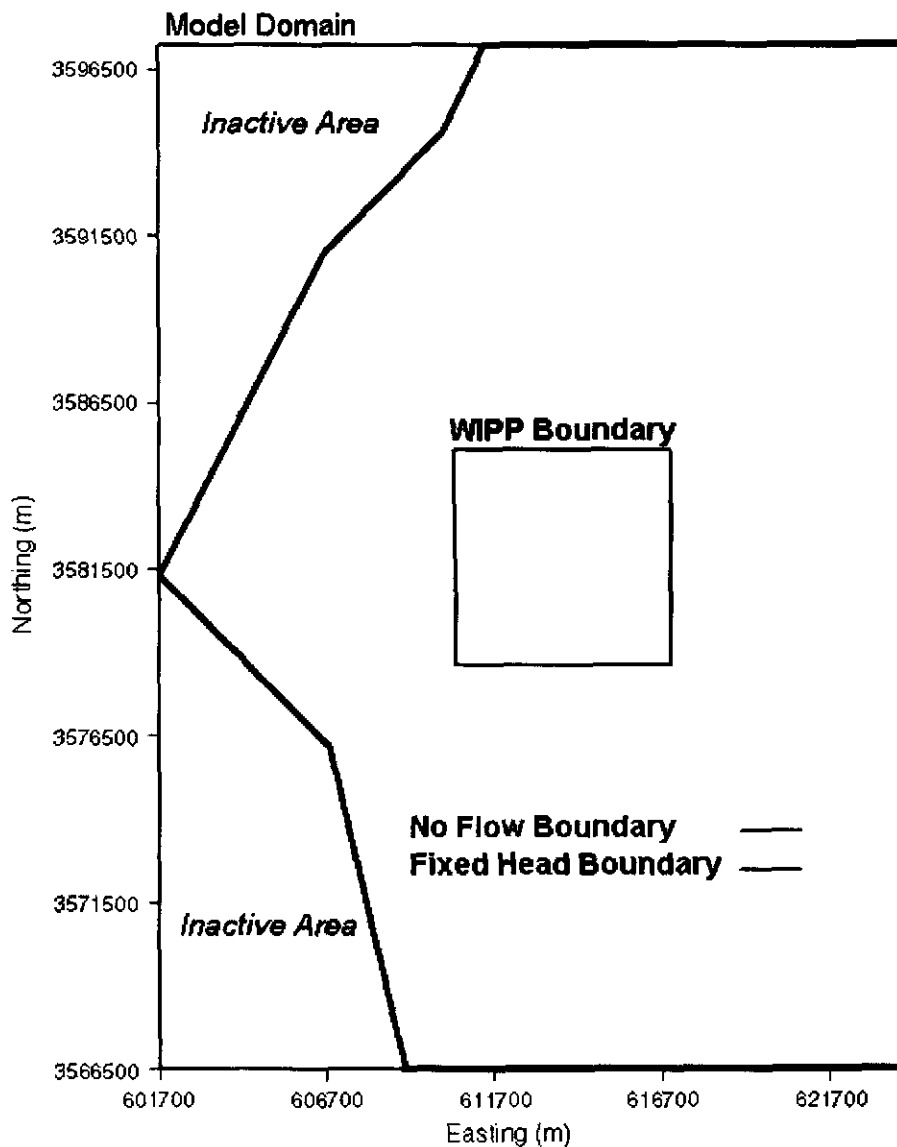 Model Domain
3596500
Inactive Area
3591500
3586500
WIPP Boundary
3581500
Northing (m)
3576500
No Flow Boundary
Fixed Head Boundary
3571500
Inactive Area
3566500
601700 606700 611700 616700 621700
Easting (m)